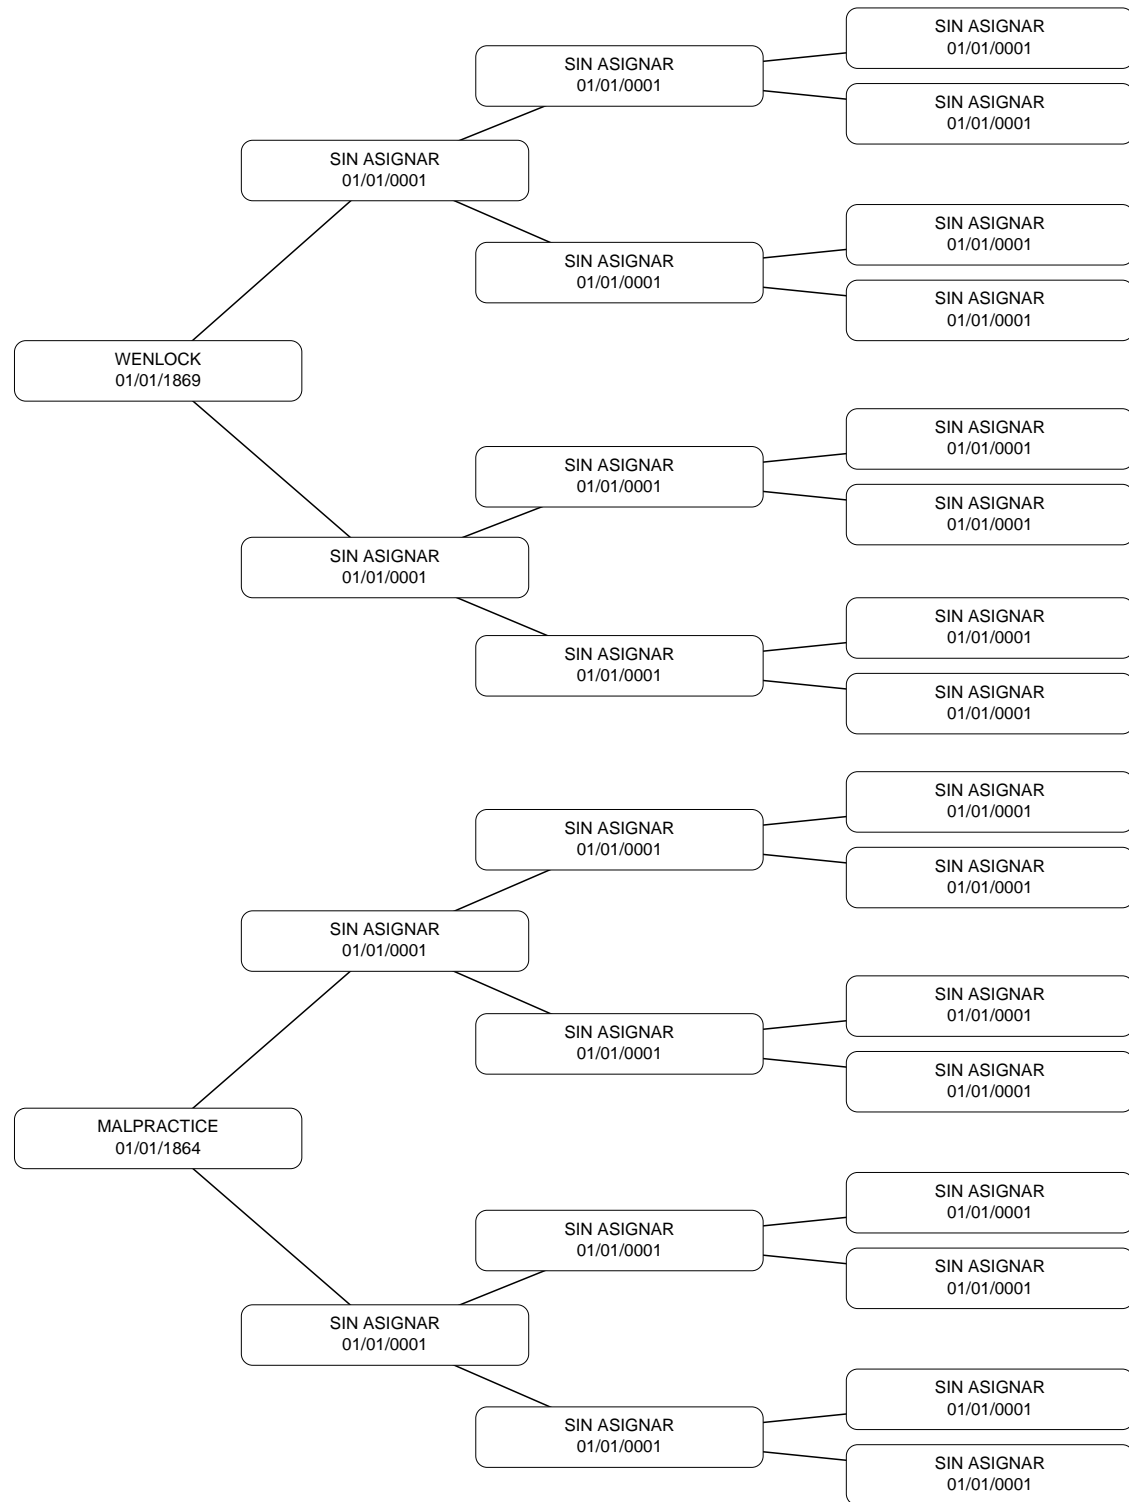 SIN ASIGNAR
01/01/0001
SIN ASIGNAR
01/01/0001
SIN ASIGNAR
01/01/0001
SIN ASIGNAR
01/01/0001
SIN ASIGNAR
01/01/0001
SIN ASIGNAR
01/01/0001
SIN ASIGNAR
01/01/0001
WENLOCK
01/01/1869
SIN ASIGNAR
01/01/0001
SIN ASIGNAR
01/01/0001
SIN ASIGNAR
01/01/0001
SIN ASIGNAR
01/01/0001
SIN ASIGNAR
01/01/0001
SIN ASIGNAR
01/01/0001
SIN ASIGNAR
01/01/0001
SIN ASIGNAR
01/01/0001
SIN ASIGNAR
01/01/0001
SIN ASIGNAR
01/01/0001
SIN ASIGNAR
01/01/0001
SIN ASIGNAR
01/01/0001
SIN ASIGNAR
01/01/0001
SIN ASIGNAR
01/01/0001
MALPRACTICE
01/01/1864
SIN ASIGNAR
01/01/0001
SIN ASIGNAR
01/01/0001
SIN ASIGNAR
01/01/0001
SIN ASIGNAR
01/01/0001
SIN ASIGNAR
01/01/0001
SIN ASIGNAR
01/01/0001
SIN ASIGNAR
01/01/0001